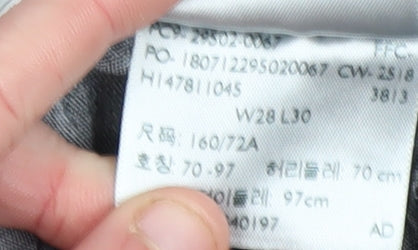 PC9- 29502-0067 FFC
PO- 180712295020067 CW-2518
H147811045 3813
W28 L30
尺码: 160/72A
호칭: 70-97 허리둘레: 70 cm
이둘레: 97cm
40197 AD